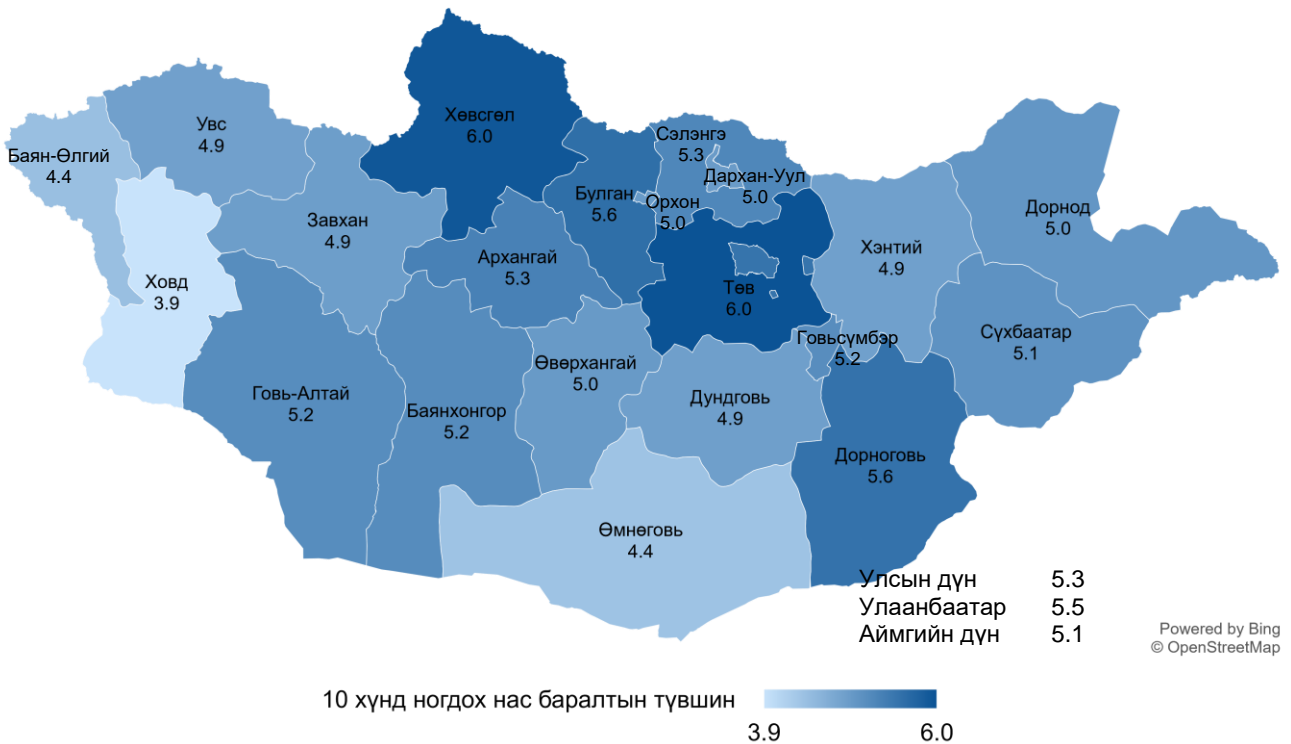 Хөвсгөл
6.0
Увс
4.9
Сэлэнгэ
5.3
Баян-Өлгий
4.4
Дархан-Уул
5.0
Булган
5.6
Орхон
5.0
Дорнод
5.0
Завхан
4.9
Хэнтий
4.9
Архангай
5.3
Ховд
3.9
Төв
6.0
Сүхбаатар
5.1
Говьсүмбэр
5.2
Өвөрхангай
5.0
Говь-Алтай
5.2
Баянхонгор
5.2
Дундговь
4.9
Дорноговь
5.6
Өмнөговь
4.4
Улсын дүн 5.3
Улаанбаатар 5.5
Аймгийн дүн 5.1
Powered by Bing
© OpenStreetMap
10 хүнд ногдох нас баралтын түвшин
3.9 6.0